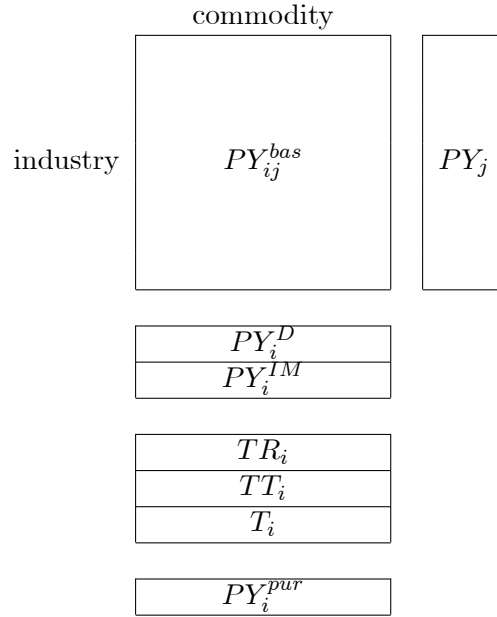 commodity
industry $PY_{ij}^{bas}$ $PY_j$
$PY_i^D$
$PY_i^{IM}$
$TR_i$
$TT_i$
$T_i$
$PY_i^{pur}$